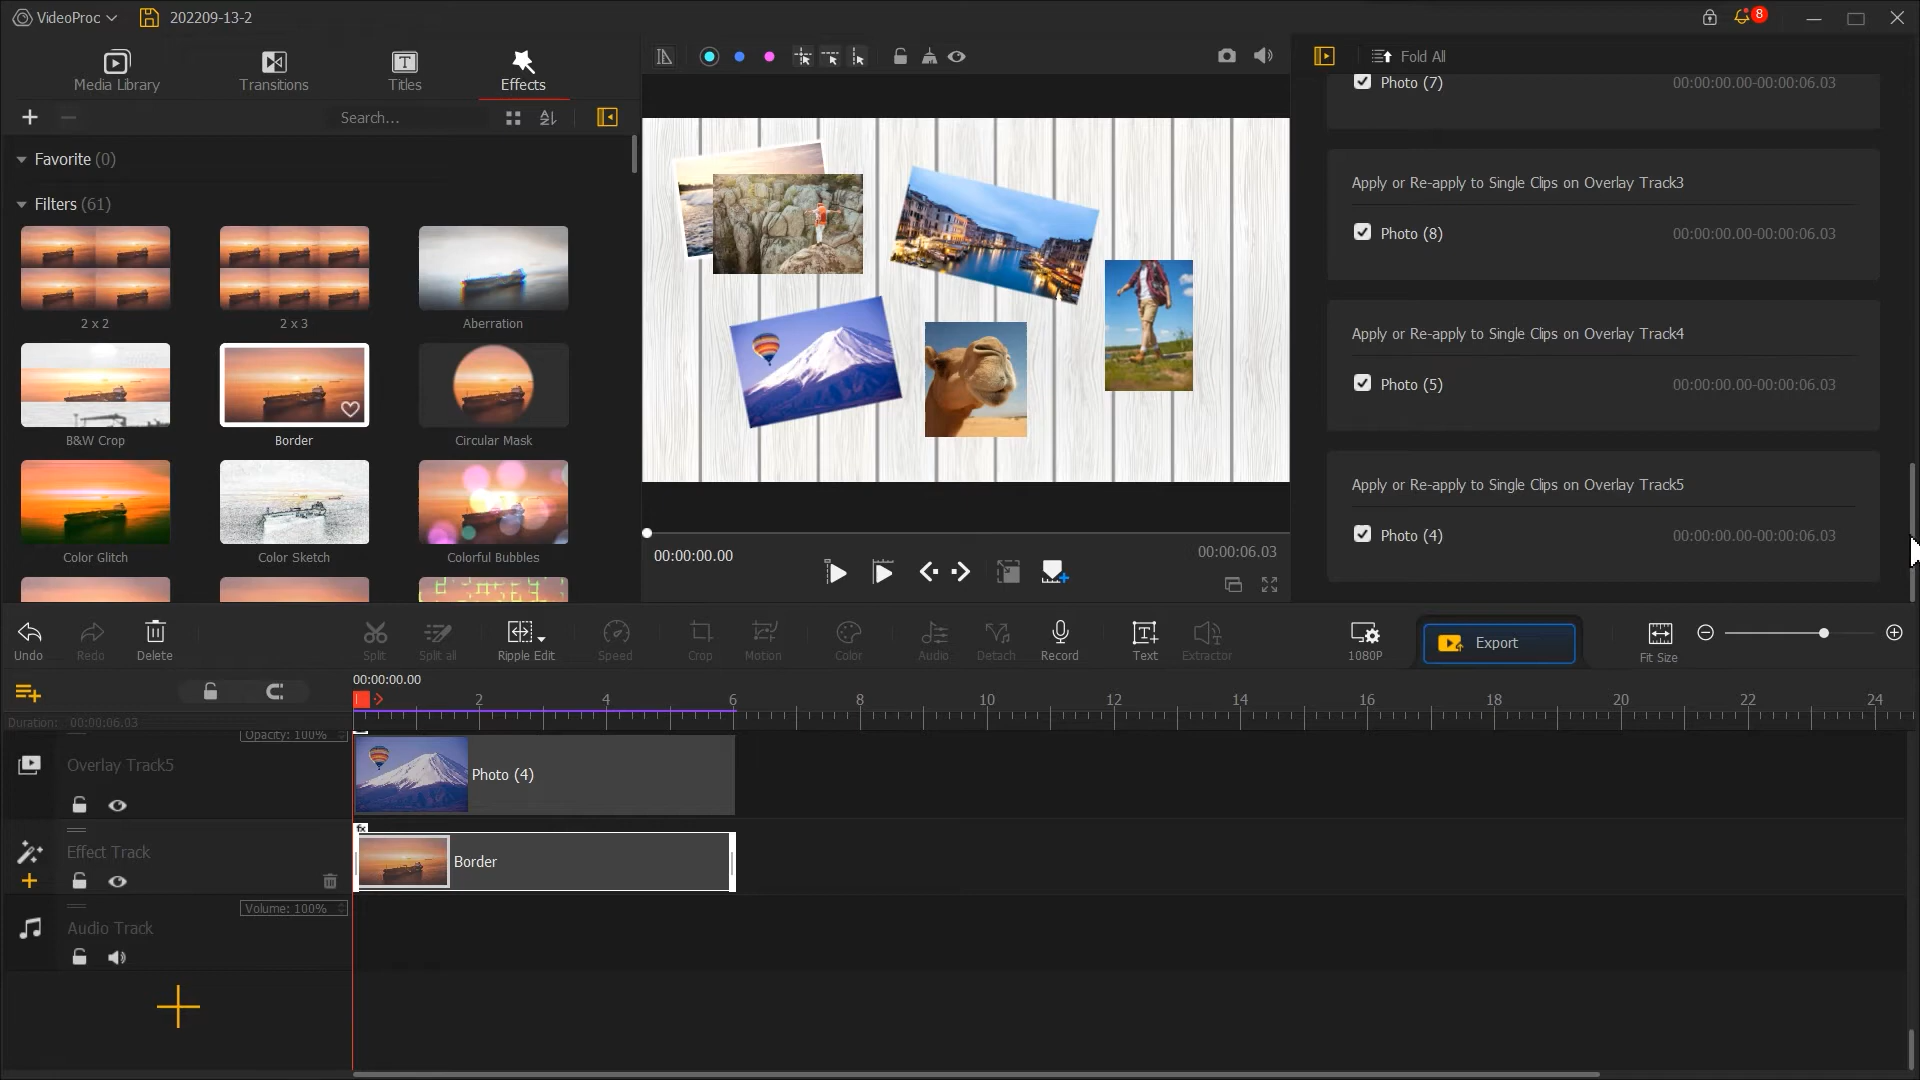 VideoProc
202209-13-2
8
Media Library
Transitions
Titles
Effects
Search...
Fold All
Favorite (0)
Filters (61)
2 x 2
2 x 3
Aberration
B&W Crop
Border
Circular Mask
Color Glitch
Color Sketch
Colorful Bubbles
00:00:00.00
00:00:06.03
Photo (7)
00:00:00.00-00:00:06.03
Apply or Re-apply to Single Clips on Overlay Track3
Photo (8)
00:00:00.00-00:00:06.03
Apply or Re-apply to Single Clips on Overlay Track4
Photo (5)
00:00:00.00-00:00:06.03
Apply or Re-apply to Single Clips on Overlay Track5
Photo (4)
00:00:00.00-00:00:06.03
Undo
Redo
Delete
Split
Split all
Ripple Edit
Speed
Crop
Motion
Color
Audio
Detach
Record
Text
Extractor
1080P
Export
Fit Size
00:00:00.00
2 4 6 8 10 12 14 16 18 20 22 24
Duration: 00:00:06.03
Opacity: 100%
Overlay Track5
Photo (4)
fx
Effect Track
Border
Volume: 100%
Audio Track